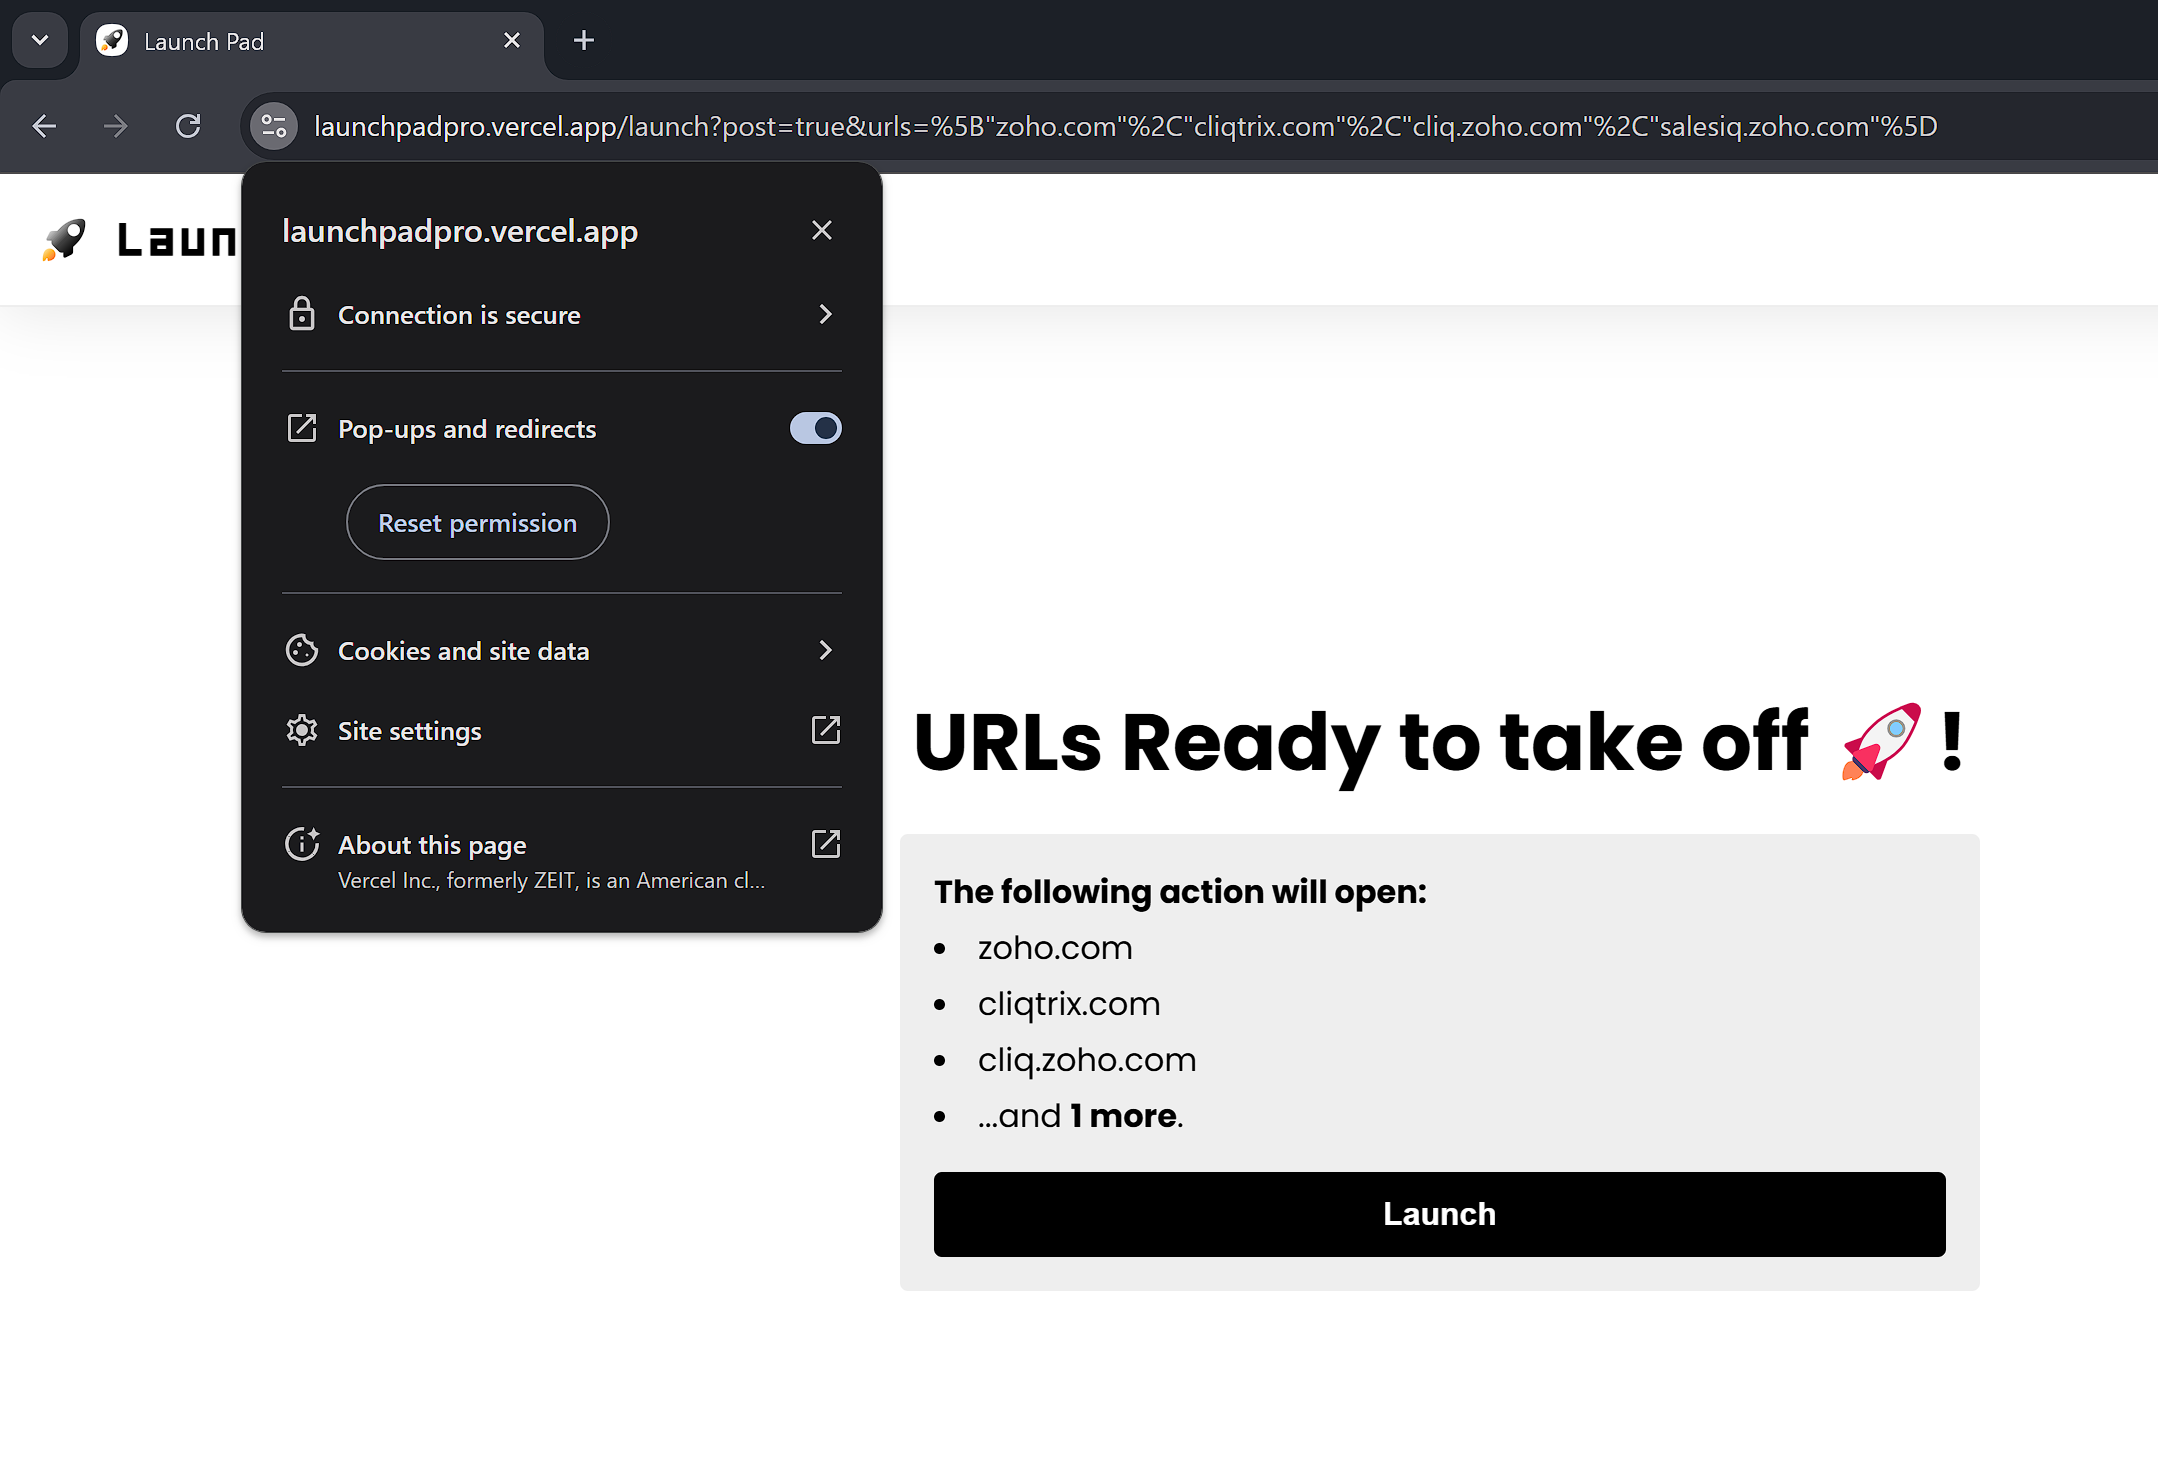 Launch Pad
launchpadpro.vercel.app/launch?post=true&urls=%5B"zoho.com"%2C"cliqtrix.com"%2C"cliq.zoho.com"%2C"salesiq.zoho.com"%5D
Laun
launchpadpro.vercel.app
Connection is secure
Pop-ups and redirects
Reset permission
Cookies and site data
Site settings
About this page
Vercel Inc., formerly ZEIT, is an American cl...
URLs Ready to take off 🚀!
The following action will open:
• zoho.com
• cliqtrix.com
• cliq.zoho.com
• ...and 1 more.
Launch